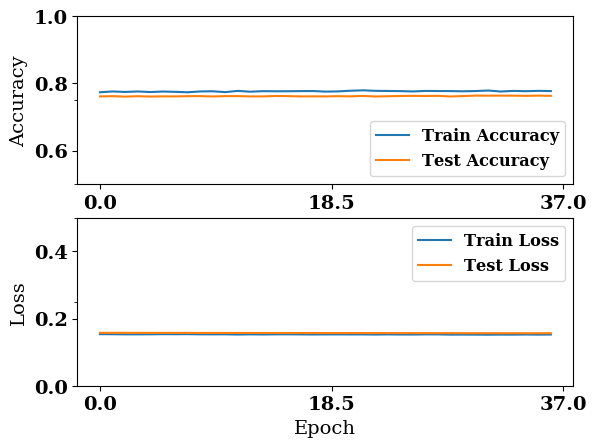 1.0
0.8
0.6
Accuracy
Train Accuracy
Test Accuracy
0.0 18.5 37.0
0.4
0.2
0.0
Loss
Train Loss
Test Loss
0.0 18.5 37.0
Epoch